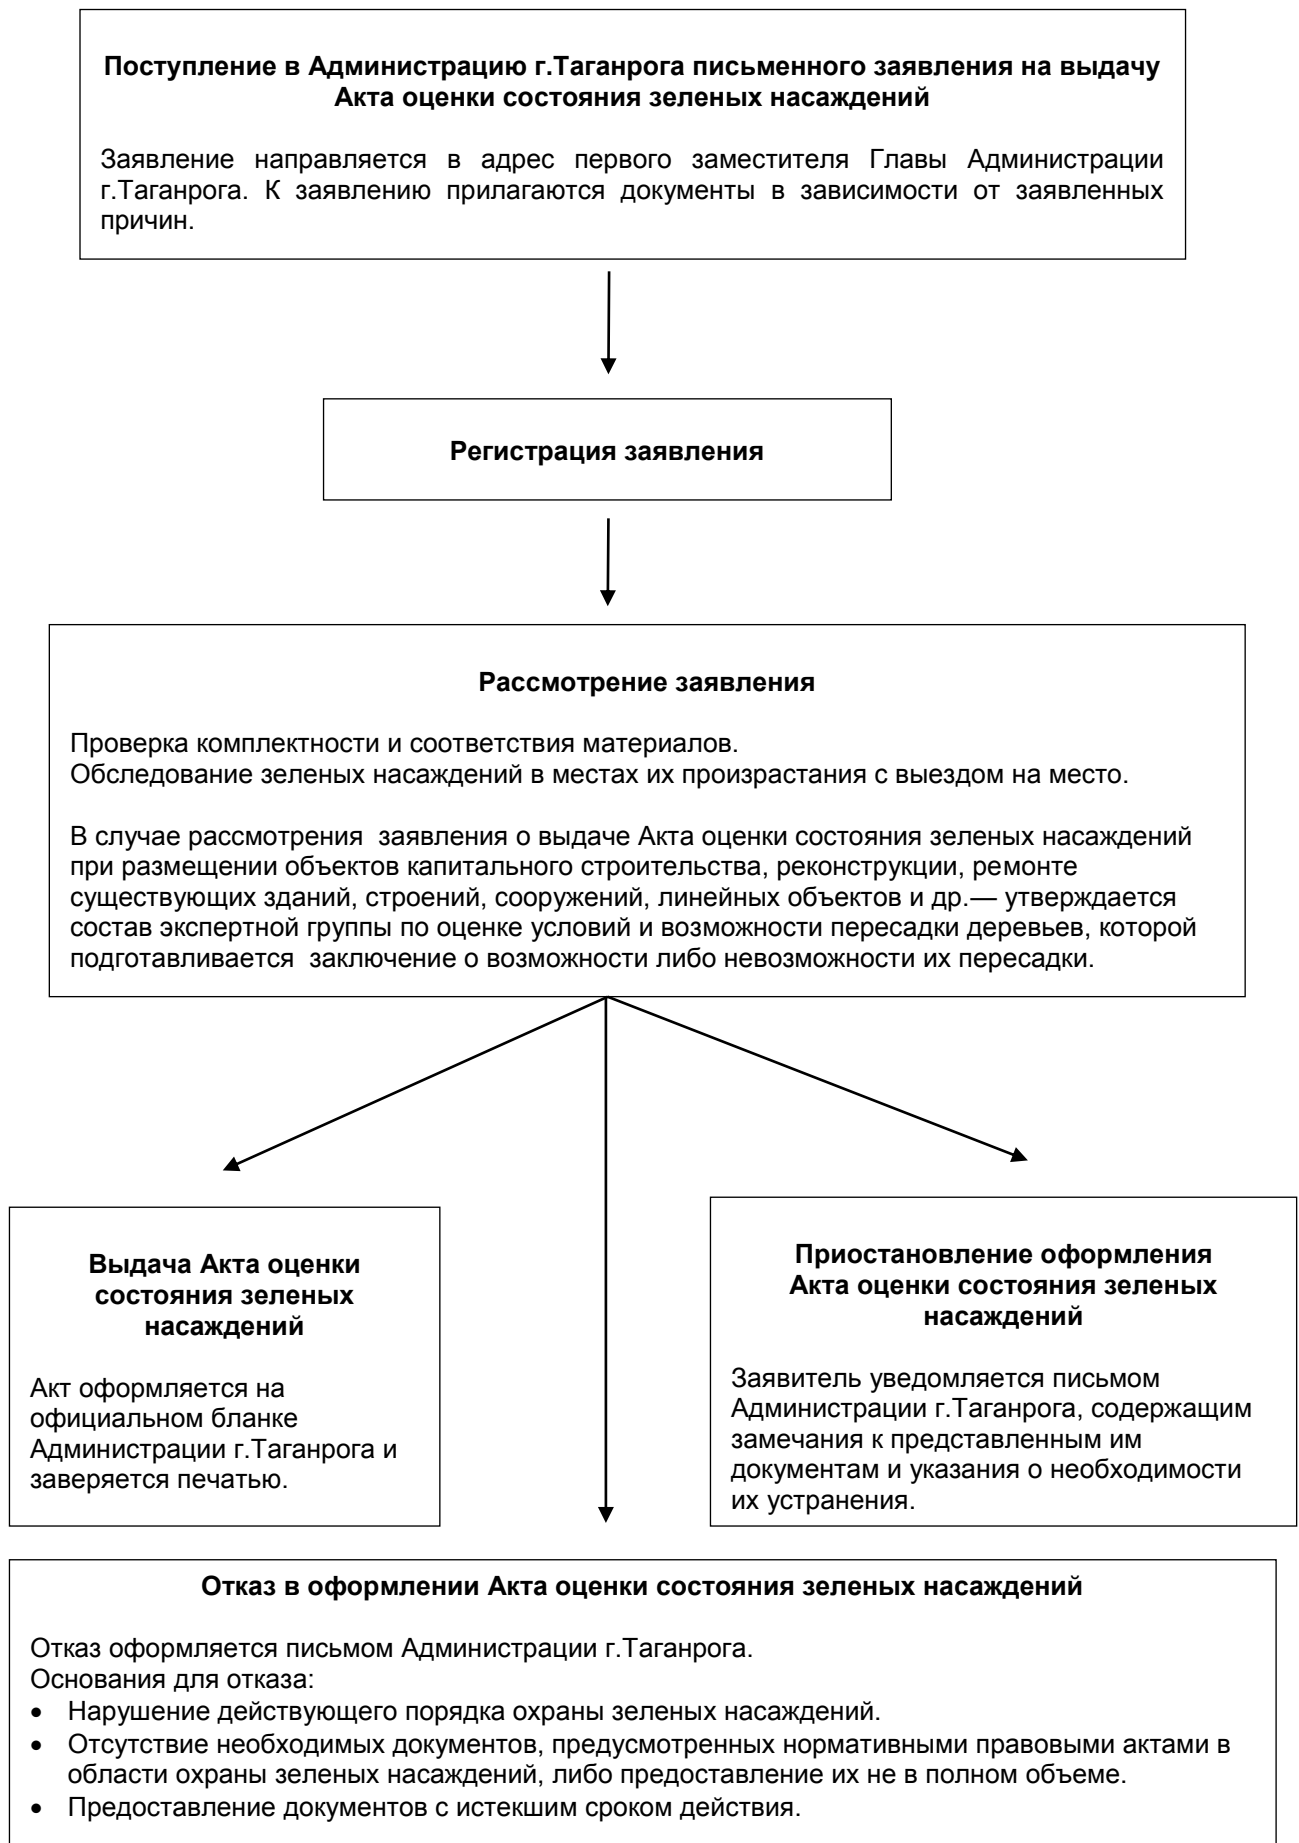 Поступление в Администрацию г.Таганрога письменного заявления на выдачу
Акта оценки состояния зеленых насаждений
Заявление направляется в адрес первого заместителя Главы Администрации
г.Таганрога. К заявлению прилагаются документы в зависимости от заявленных
причин.
Регистрация заявления
Рассмотрение заявления
Проверка комплектности и соответствия материалов.
Обследование зеленых насаждений в местах их произрастания с выездом на место.
В случае рассмотрения заявления о выдаче Акта оценки состояния зеленых насаждений
при размещении объектов капитального строительства, реконструкции, ремонте
существующих зданий, строений, сооружений, линейных объектов и др.— утверждается
состав экспертной группы по оценке условий и возможности пересадки деревьев, которой
подготавливается заключение о возможности либо невозможности их пересадки.
Выдача Акта оценки
состояния зеленых
насаждений
Акт оформляется на
официальном бланке
Администрации г.Таганрога и
заверяется печатью.
Приостановление оформления
Акта оценки состояния зеленых
насаждений
Заявитель уведомляется письмом
Администрации г.Таганрога, содержащим
замечания к представленным им
документам и указания о необходимости
их устранения.
Отказ в оформлении Акта оценки состояния зеленых насаждений
Отказ оформляется письмом Администрации г.Таганрога.
Основания для отказа:
• Нарушение действующего порядка охраны зеленых насаждений.
• Отсутствие необходимых документов, предусмотренных нормативными правовыми актами в
области охраны зеленых насаждений, либо предоставление их не в полном объеме.
• Предоставление документов с истекшим сроком действия.